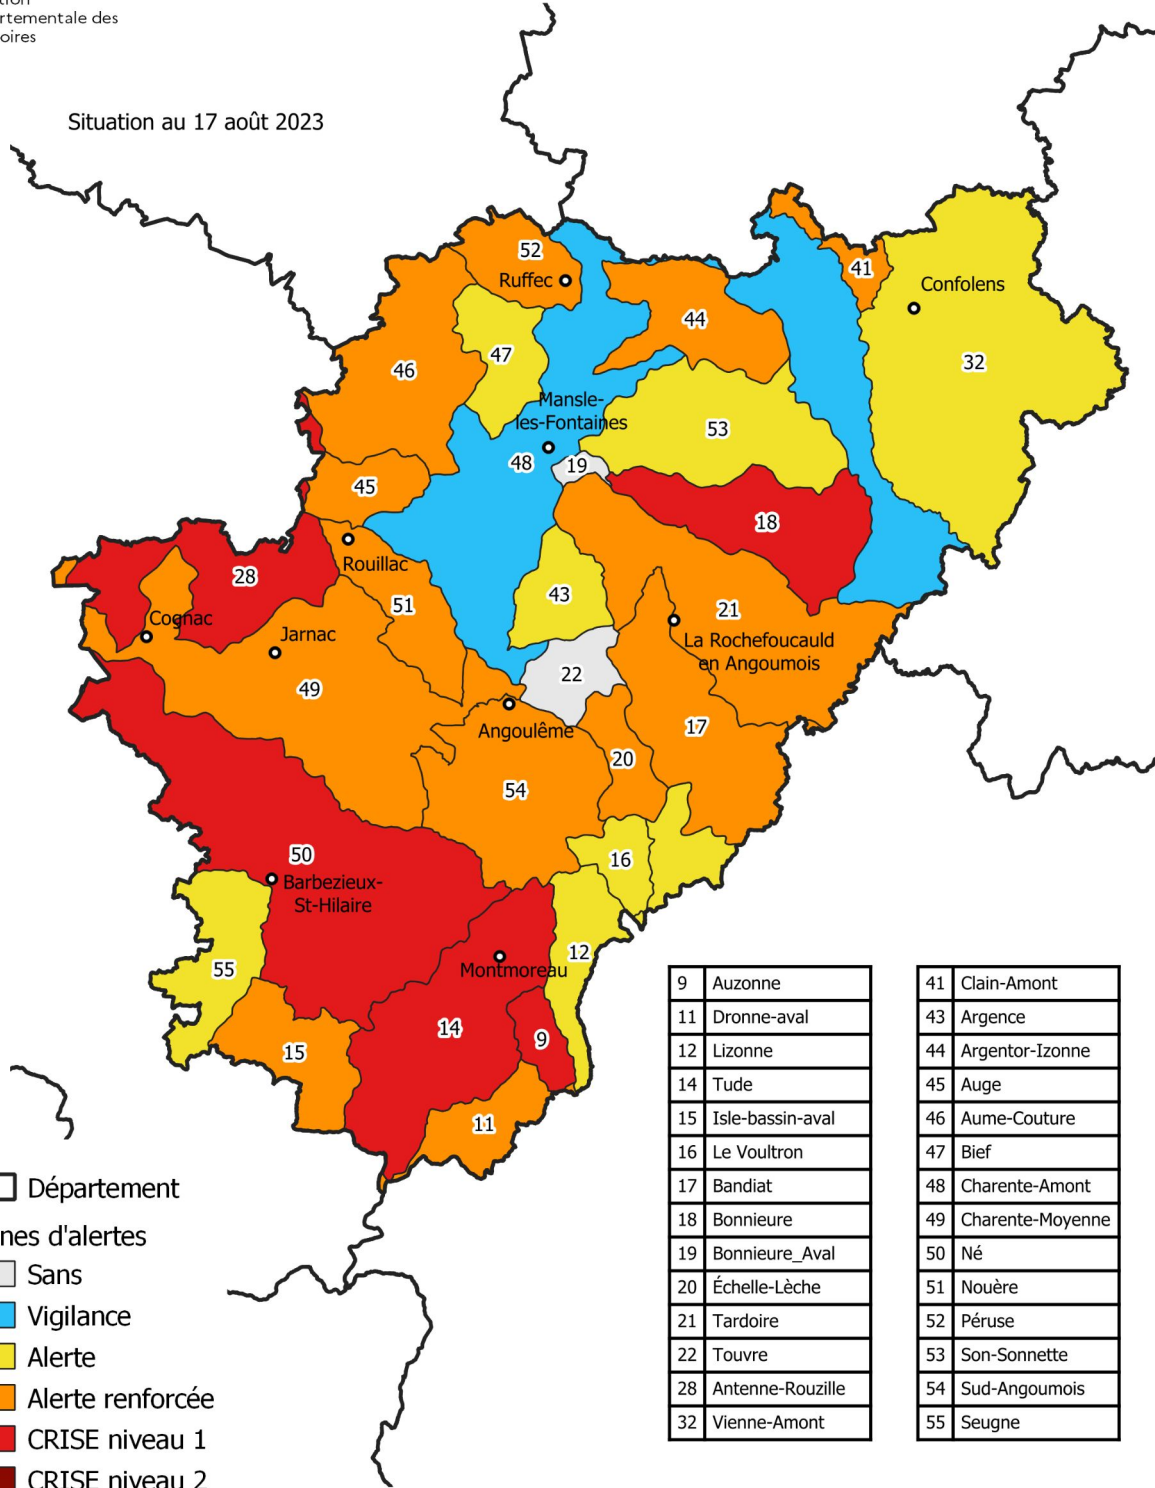 rtementale des
oires
Situation au 17 août 2023
52
Ruffec
41
Confolens
44
47
46
32
Mansle-
les-Fontaines
53
48
19
45
18
Rouillac
28
43
51
21
Cognac
Jarnac
La Rochefoucauld
en Angoumois
22
49
17
Angoulême
20
54
50
16
Barbezieux-
St-Hilaire
12
55
Montmoreau
14
9
15
11
9 Auzonne
11 Dronne-aval
12 Lizonne
14 Tude
15 Isle-bassin-aval
16 Le Voultron
17 Bandiat
18 Bonnieure
19 Bonnieure_Aval
20 Échelle-Lèche
21 Tardoire
22 Touvre
28 Antenne-Rouzille
32 Vienne-Amont
41 Clain-Amont
43 Argence
44 Argentor-Izonne
45 Auge
46 Aume-Couture
47 Bief
48 Charente-Amont
49 Charente-Moyenne
50 Né
51 Nouère
52 Péruse
53 Son-Sonnette
54 Sud-Angoumois
55 Seugne
Département
nes d'alertes
Sans
Vigilance
Alerte
Alerte renforcée
CRISE niveau 1
CRISE niveau 2